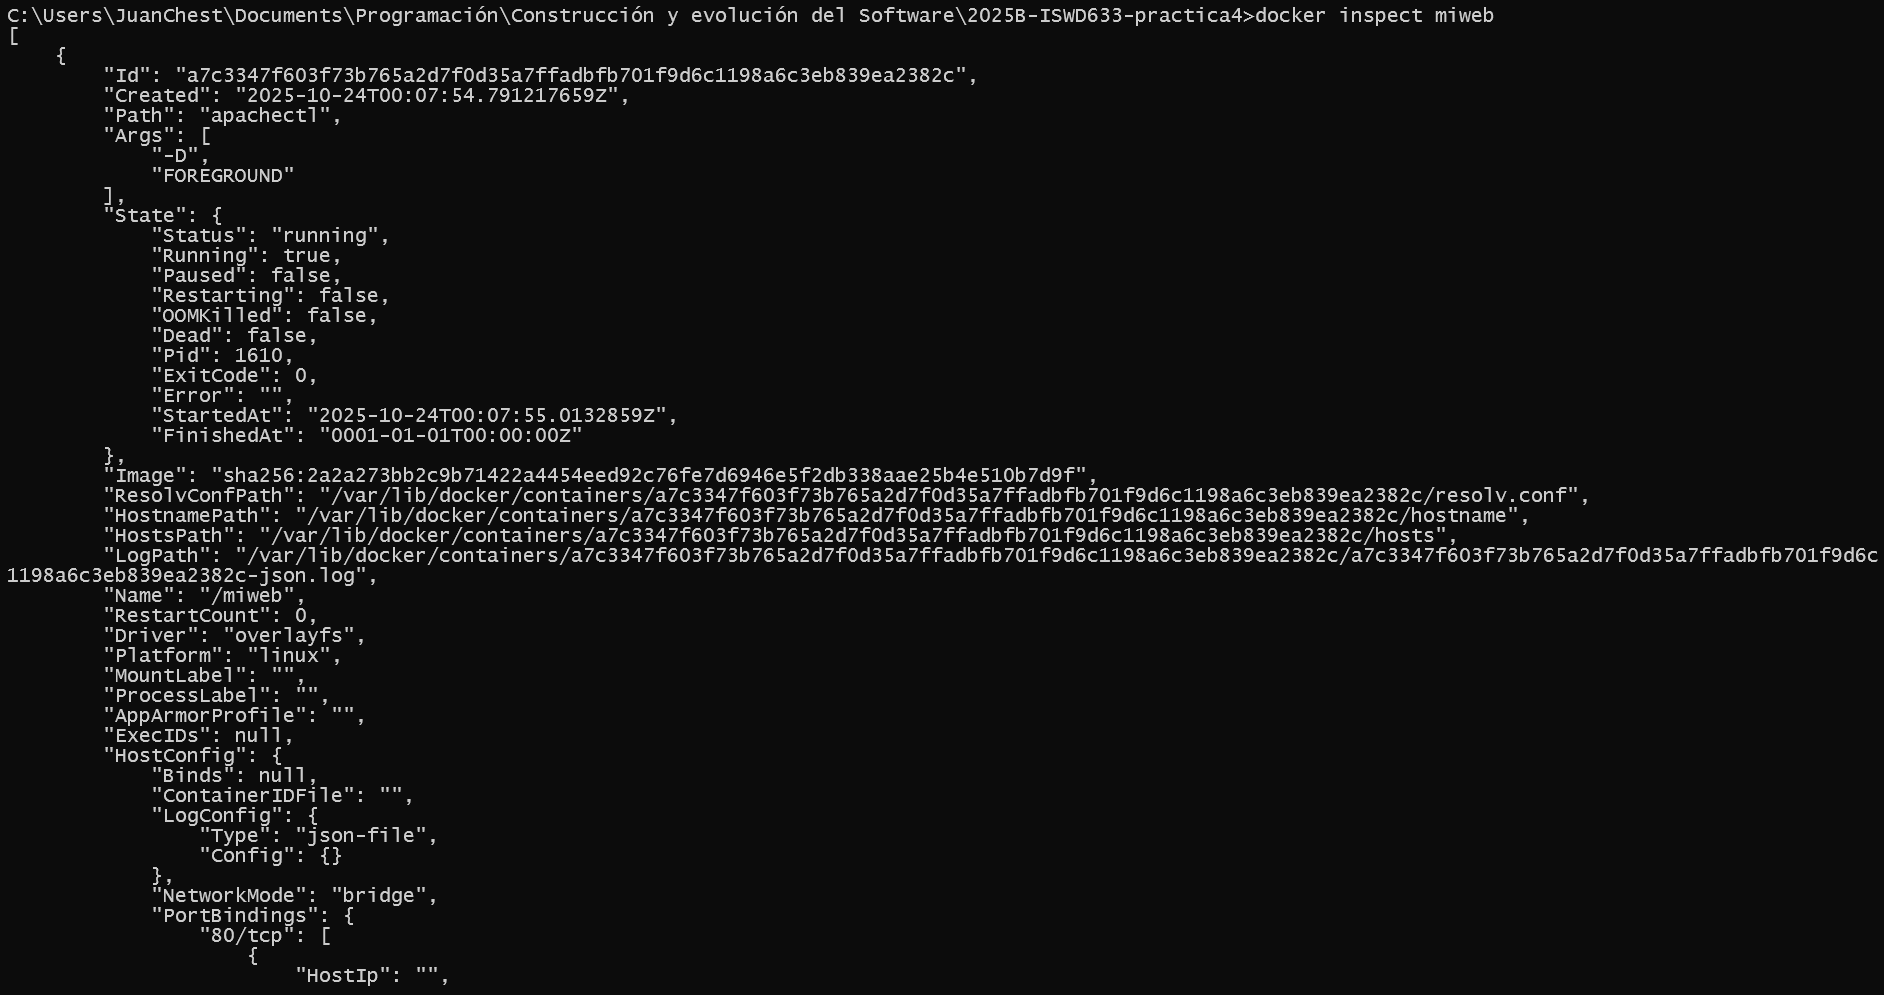 C:\Users\JuanChest\Documents\Programación\Construcción y evolución del Software\2025B-ISWD633-practica4>docker inspect miweb
[
    {
        "Id": "a7c3347f603f73b765a2d7f0d35a7ffadbfb701f9d6c1198a6c3eb839ea2382c",
        "Created": "2025-10-24T00:07:54.791217659Z",
        "Path": "apachectl",
        "Args": [
            "-D",
            "FOREGROUND"
        ],
        "State": {
            "Status": "running",
            "Running": true,
            "Paused": false,
            "Restarting": false,
            "OOMKilled": false,
            "Dead": false,
            "Pid": 1610,
            "ExitCode": 0,
            "Error": "",
            "StartedAt": "2025-10-24T00:07:55.0132859Z",
            "FinishedAt": "0001-01-01T00:00:00Z"
        },
        "Image": "sha256:2a2a273bb2c9b71422a4454eed92c76fe7d6946e5f2db338aae25b4e510b7d9f",
        "ResolvConfPath": "/var/lib/docker/containers/a7c3347f603f73b765a2d7f0d35a7ffadbfb701f9d6c1198a6c3eb839ea2382c/resolv.conf",
        "HostnamePath": "/var/lib/docker/containers/a7c3347f603f73b765a2d7f0d35a7ffadbfb701f9d6c1198a6c3eb839ea2382c/hostname",
        "HostsPath": "/var/lib/docker/containers/a7c3347f603f73b765a2d7f0d35a7ffadbfb701f9d6c1198a6c3eb839ea2382c/hosts",
        "LogPath": "/var/lib/docker/containers/a7c3347f603f73b765a2d7f0d35a7ffadbfb701f9d6c1198a6c3eb839ea2382c/a7c3347f603f73b765a2d7f0d35a7ffadbfb701f9d6c
1198a6c3eb839ea2382c-json.log",
        "Name": "/miweb",
        "RestartCount": 0,
        "Driver": "overlayfs",
        "Platform": "linux",
        "MountLabel": "",
        "ProcessLabel": "",
        "AppArmorProfile": "",
        "ExecIDs": null,
        "HostConfig": {
            "Binds": null,
            "ContainerIDFile": "",
            "LogConfig": {
                "Type": "json-file",
                "Config": {}
            },
            "NetworkMode": "bridge",
            "PortBindings": {
                "80/tcp": [
                    {
                        "HostIp": "",